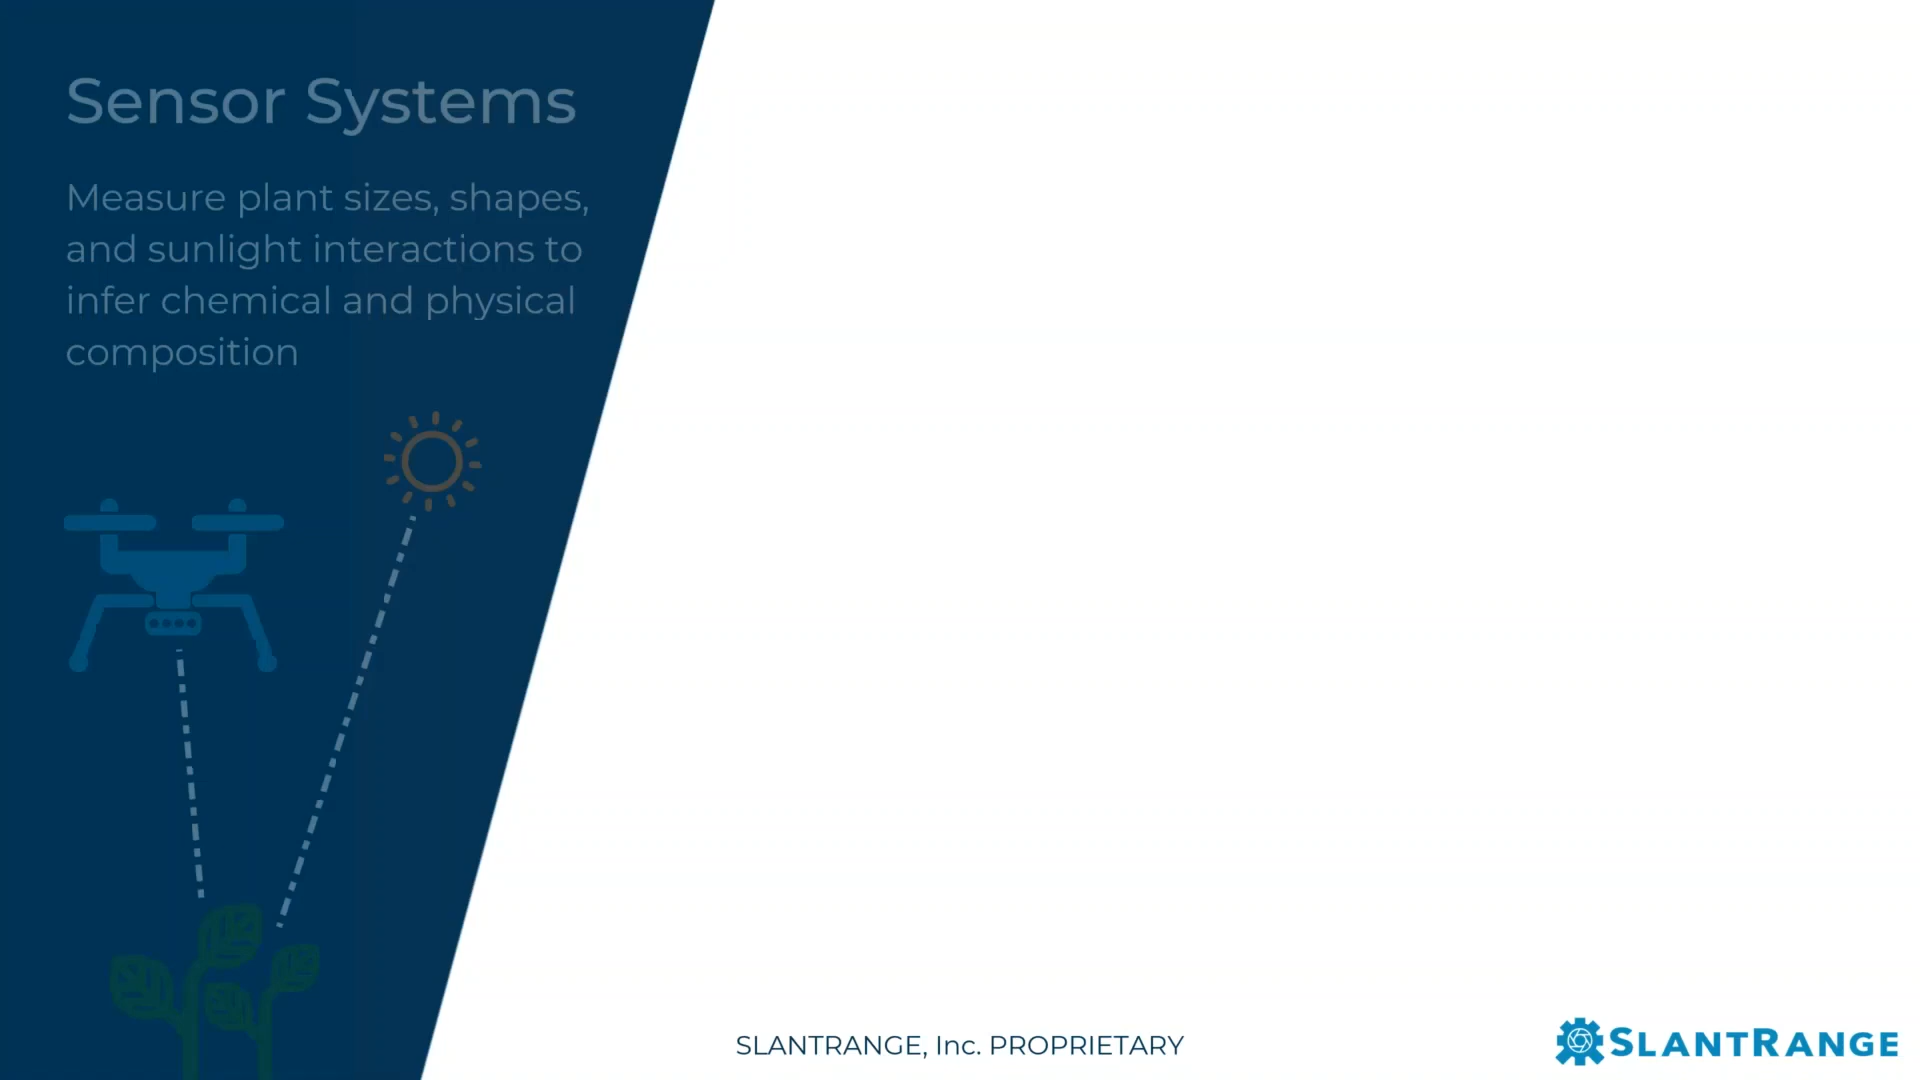 Sensor Systems
Measure plant sizes, shapes,
and sunlight interactions to
infer chemical and physical
composition
SLANTRANGE, Inc. PROPRIETARY
SLANTRANGE